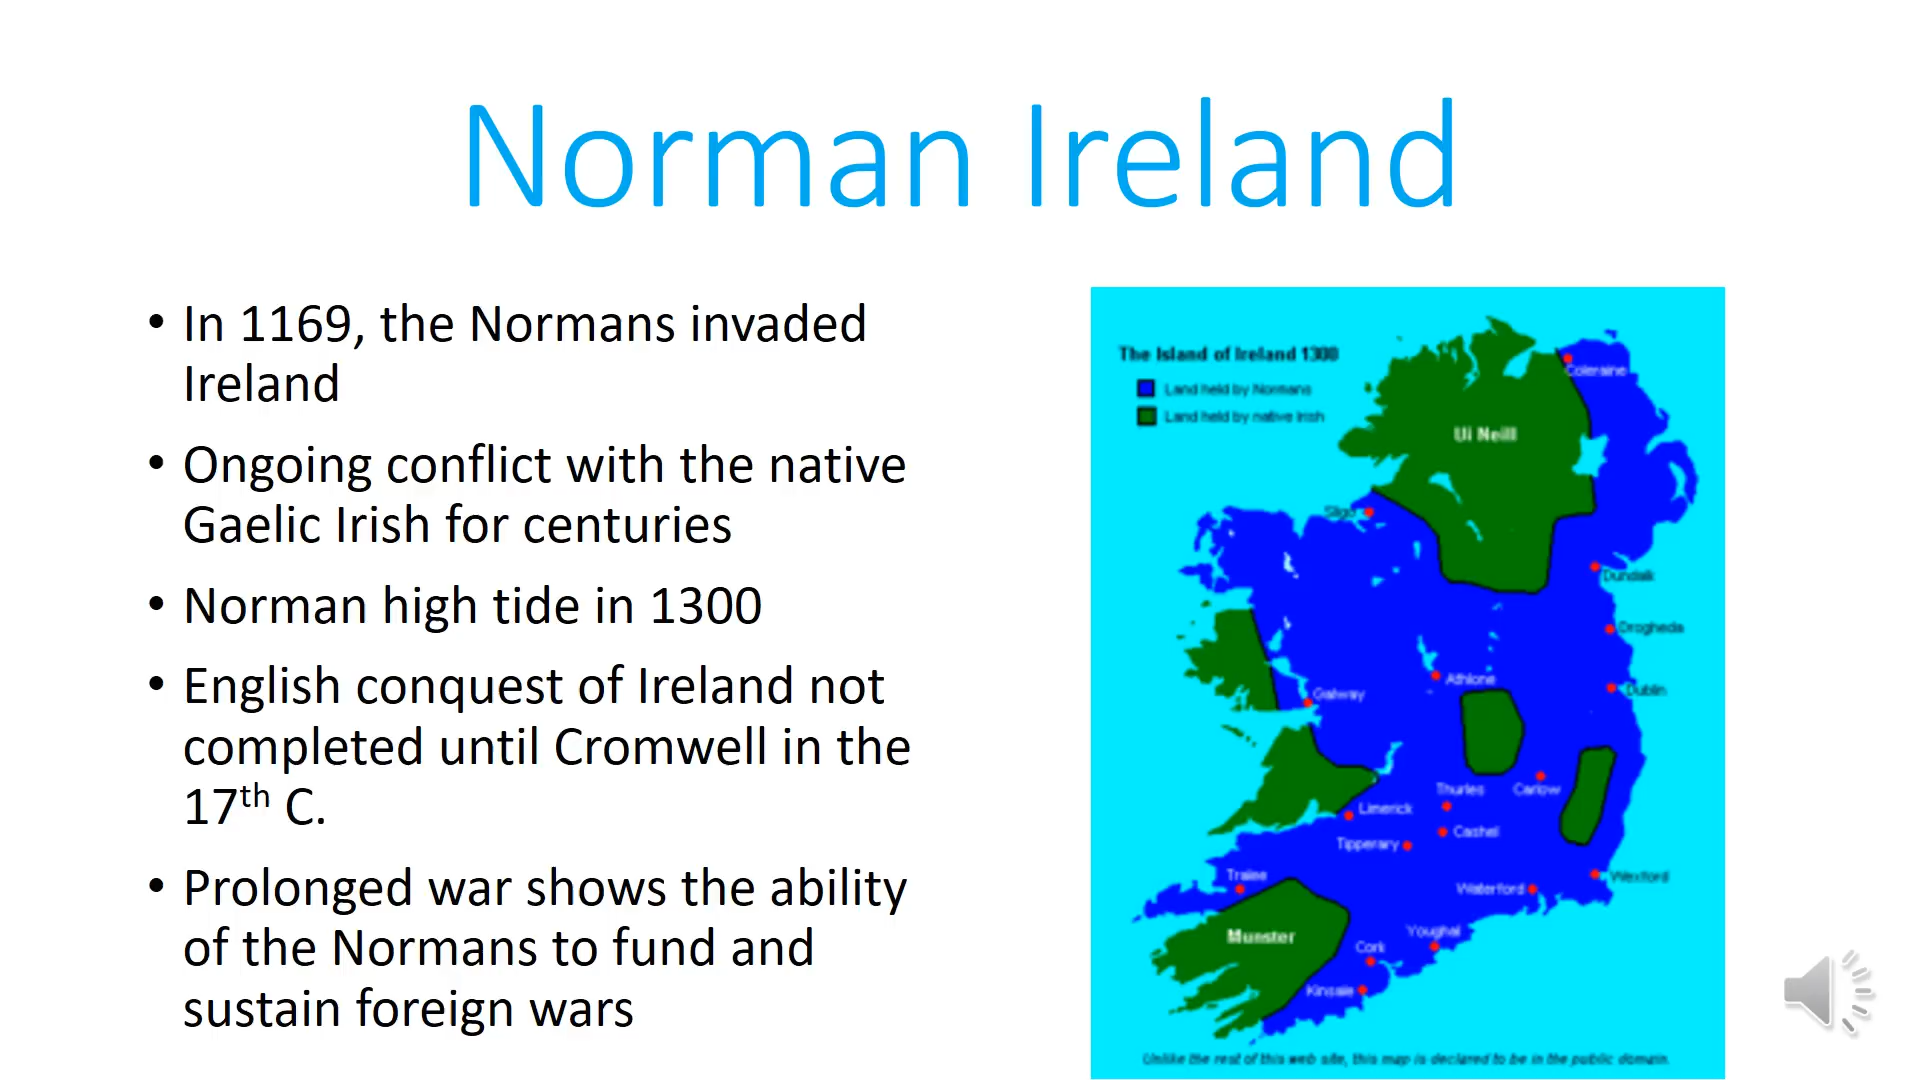 Norman Ireland
• In 1169, the Normans invaded
Ireland
• Ongoing conflict with the native
Gaelic Irish for centuries
• Norman high tide in 1300
• English conquest of Ireland not
completed until Cromwell in the
17th C.
• Prolonged war shows the ability
of the Normans to fund and
sustain foreign wars
The Island of Ireland 1300
Land held by Normans
Land held by native Irish
Coleraine
Ui Neill
Sligo
Dundalk
Drogheda
Athlone
Dublin
Galway
Thurles
Carlow
Limerick
Cashel
Tipperary
Tralee
Wexford
Waterford
Munster
Youghal
Cork
Kinsale
Unlike the rest of this web site, this map is declared to be in the public domain.